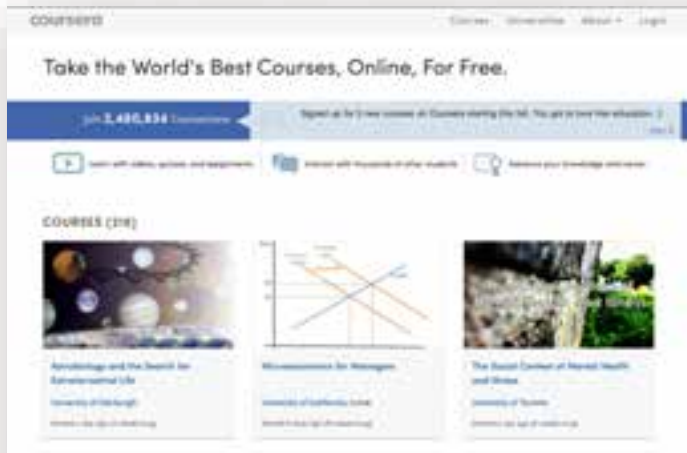 coursera
Courses Universities About Login
Take the World's Best Courses, Online, For Free.
Join 2,480,834 Courserians
Signed up for 2 new courses on Coursera starting this fall. You got to love free education. :)
Learn with videos, quizzes, and assignments
Interact with thousands of other students
Advance your knowledge and career
COURSES
Astrobiology and the Search for
Extraterrestrial Life
University of Edinburgh
Microeconomics for Managers
University of California, Irvine
The Social Context of Mental Health
and Illness
University of Toronto